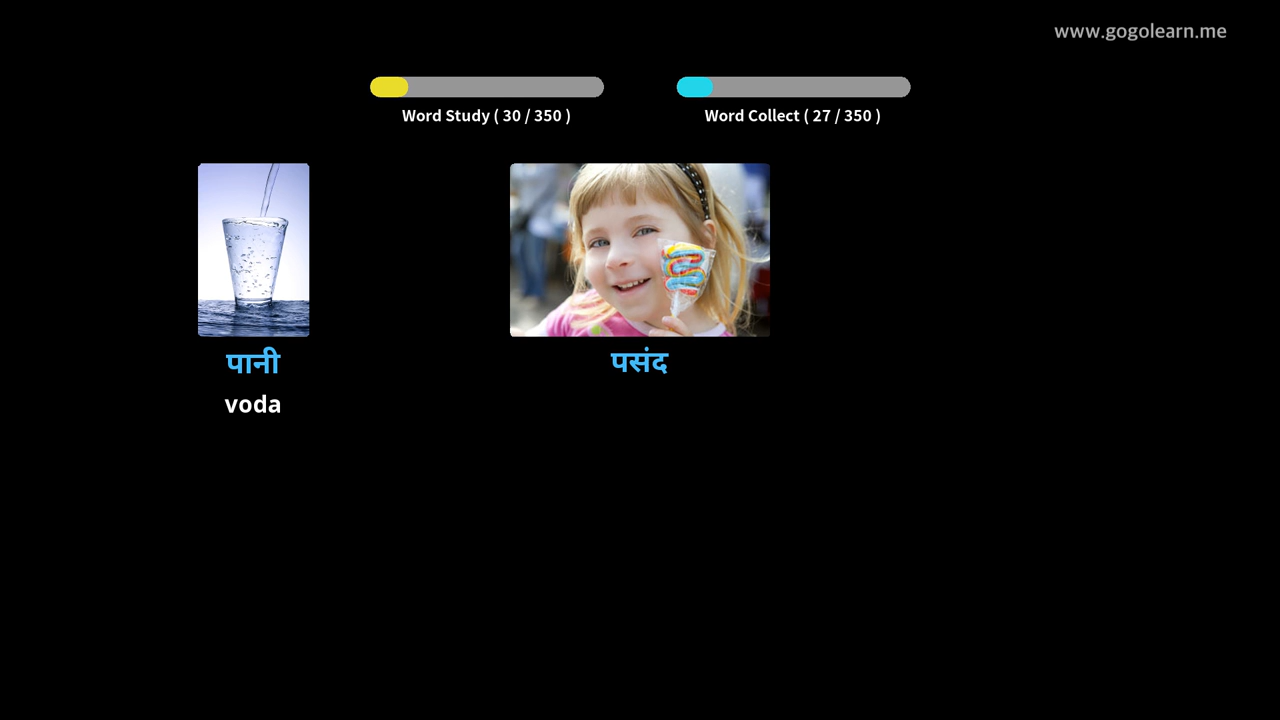 www.gogolearn.me
Word Study ( 30 / 350 )
Word Collect ( 27 / 350 )
पानी
पसंद
voda